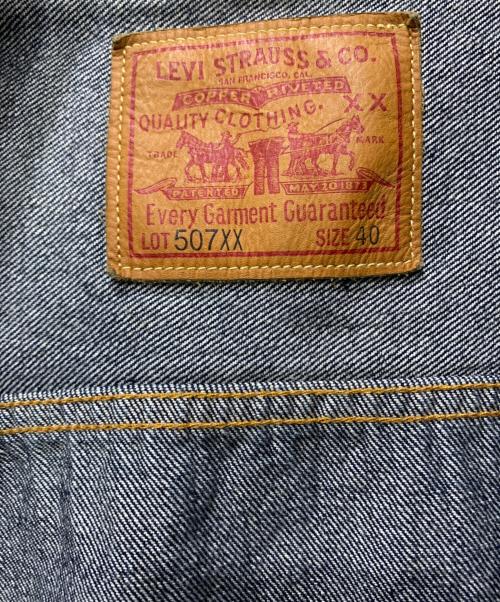 LEVI STRAUSS & CO.
SAN FRANCISCO, CAL.
COPPER RIVETED
QUALITY CLOTHING. XX
TRADE MARK
PATENTED MAY 20 1873
Every Garment Guaranteed
LOT 507XX SIZE 40